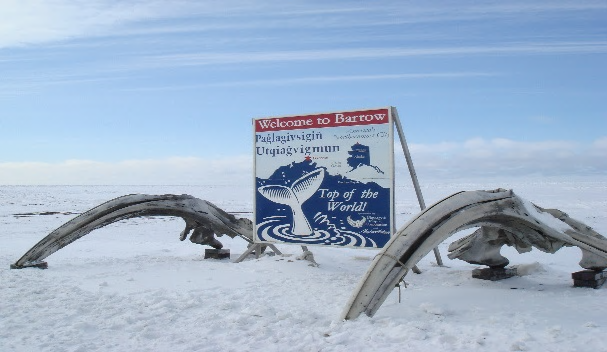 Welcome to Barrow
Paġlagivsigiñ
Utqiaġvigmun
Top of the
World!